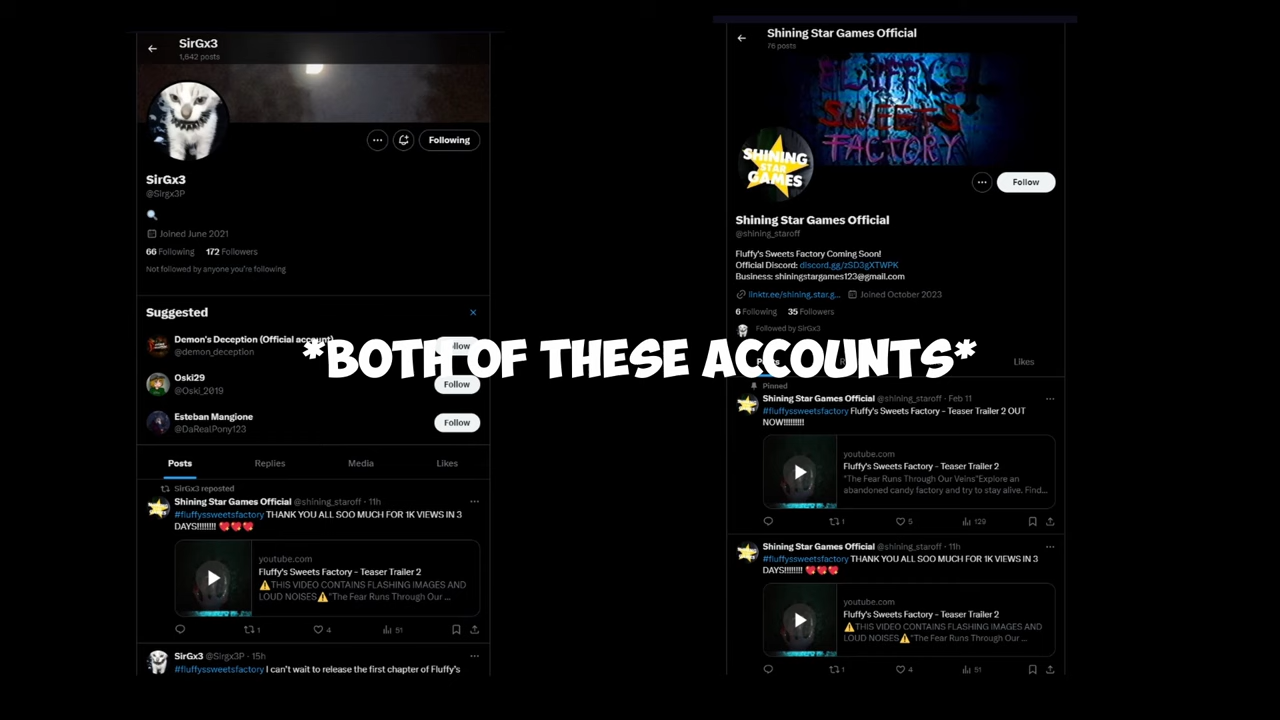 SirGx3
1,642 posts
Following
SirGx3
@Sirgx3P
Joined June 2021
66 Following 172 Followers
Not followed by anyone you're following
Suggested
Demon's Deception (Official account)
@demon_deception
Oski29
@Oski_2019
Follow
Esteban Mangione
@DaRealPony123
Follow
Posts Replies Media Likes
SirGx3 reposted
Shining Star Games Official @shining_staroff · 11h
#fluffyssweetsfactory THANK YOU ALL SOO MUCH FOR 1K VIEWS IN 3
DAYS!!!!!!!! 💖💖💖
youtube.com
Fluffy's Sweets Factory - Teaser Trailer 2
⚠️THIS VIDEO CONTAINS FLASHING IMAGES AND
LOUD NOISES⚠️"The Fear Runs Through Our ...
1 4 51
SirGx3 @Sirgx3P · 15h
#fluffyssweetsfactory I can't wait to release the first chapter of Fluffy's
*BOTH OF THESE ACCOUNTS*
Shining Star Games Official
76 posts
FLUFFY'S
SWEETS
FACTORY
SHINING
STAR
GAMES
Follow
Shining Star Games Official
@shining_staroff
Fluffy's Sweets Factory Coming Soon!
Official Discord: discord.gg/zSD3gXTWPK
Business: shiningstargames123@gmail.com
linktr.ee/shining.star.g... Joined October 2023
6 Following 35 Followers
Followed by SirGx3
Likes
Pinned
Shining Star Games Official @shining_staroff · Feb 11
#fluffyssweetsfactory Fluffy's Sweets Factory - Teaser Trailer 2 OUT
NOW!!!!!!!!!
youtube.com
Fluffy's Sweets Factory - Teaser Trailer 2
"The Fear Runs Through Our Veins"Explore an
abandoned candy factory and try to stay alive. Find...
1 5 129
Shining Star Games Official @shining_staroff · 11h
#fluffyssweetsfactory THANK YOU ALL SOO MUCH FOR 1K VIEWS IN 3
DAYS!!!!!!!! 💖💖💖
youtube.com
Fluffy's Sweets Factory - Teaser Trailer 2
⚠️THIS VIDEO CONTAINS FLASHING IMAGES AND
LOUD NOISES⚠️"The Fear Runs Through Our ...
1 4 51